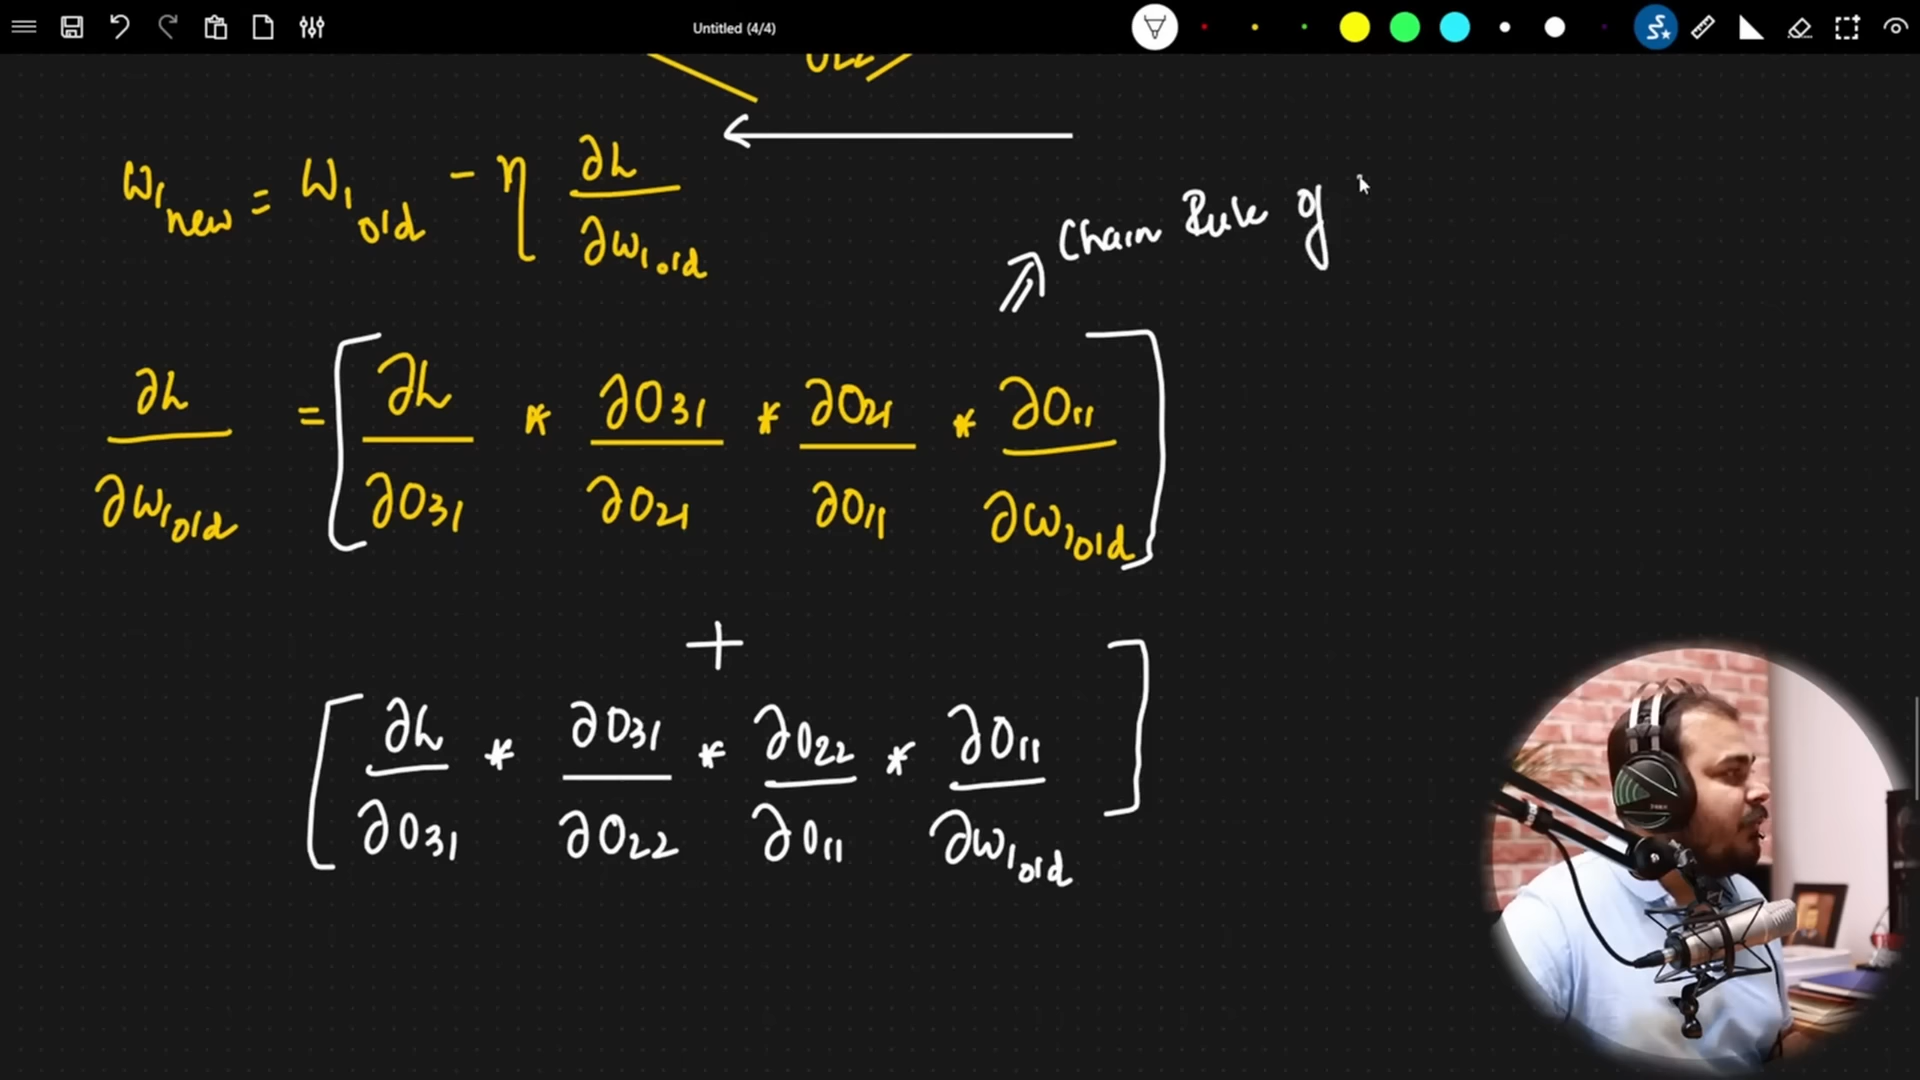 Untitled (4/4)
W1new = W1old - η ∂L/∂W1old
Chain Rule of
∂L/∂W1old = [∂L/∂O31 * ∂O31/∂O21 * ∂O21/∂O11 * ∂O11/∂W1old]
+
[∂L/∂O31 * ∂O31/∂O22 * ∂O22/∂O11 * ∂O11/∂W1old]